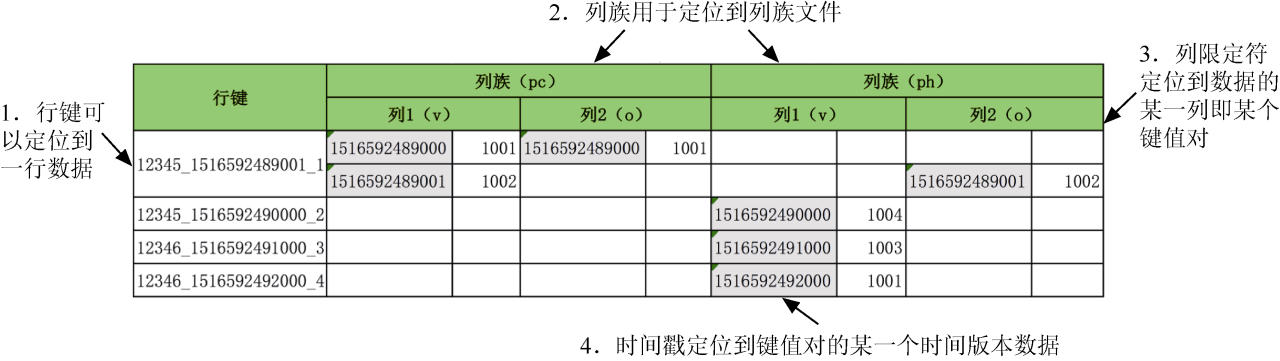 2. 列族用于定位到列族文件
3. 列限定符
定位到数据的
某一列即某个
键值对
1. 行键可
以定位到
一行数据
行键 列族（pc） 列族（ph）
列1（v） 列2（o） 列1（v） 列2（o）
12345_1516592489001_1 1516592489000 1001 1516592489000 1001
1516592489001 1002 1516592489001 1002
12345_1516592490000_2 1516592490000 1004
12346_1516592491000_3 1516592491000 1003
12346_1516592492000_4 1516592492000 1001
4. 时间戳定位到键值对的某一个时间版本数据